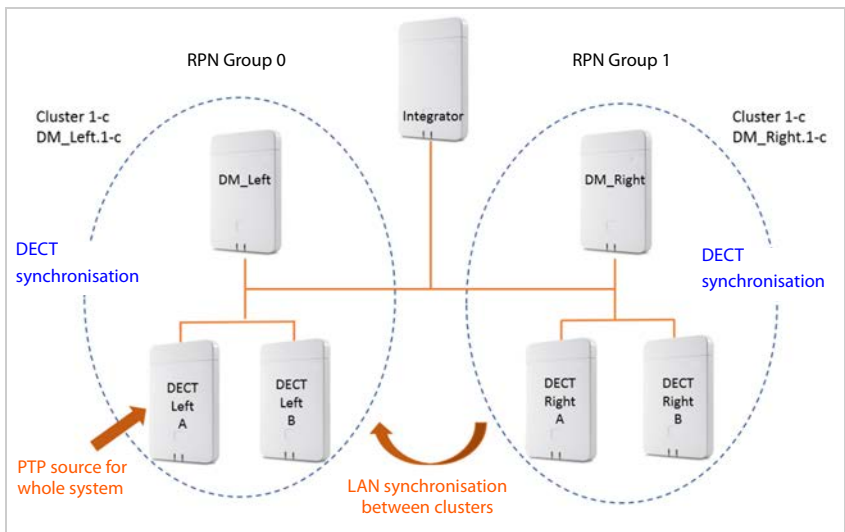 RPN Group 0
RPN Group 1
Integrator
Cluster 1-c
DM_Left.1-c
Cluster 1-c
DM_Right.1-c
DM_Left
DM_Right
DECT
synchronisation
DECT
synchronisation
DECT
Left
A
DECT
Left
B
DECT
Right
A
DECT
Right
B
PTP source for
whole system
LAN synchronisation
between clusters